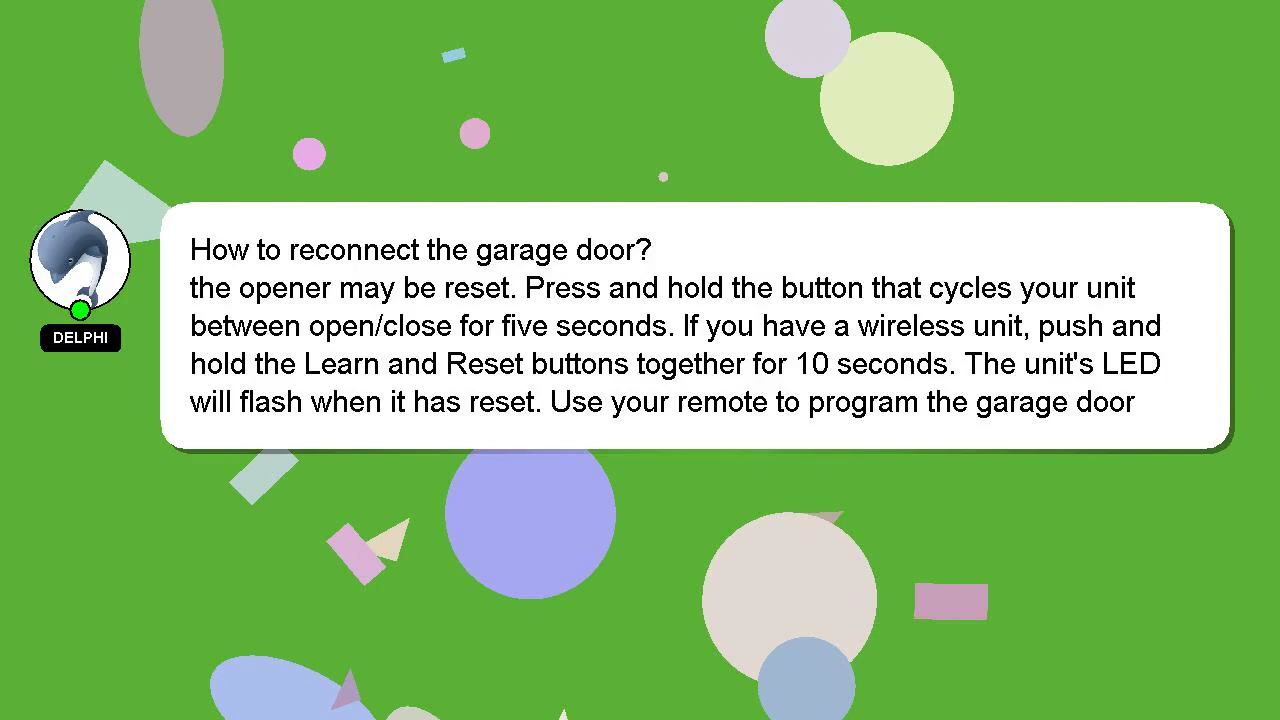 How to reconnect the garage door?
the opener may be reset. Press and hold the button that cycles your unit
between open/close for five seconds. If you have a wireless unit, push and
hold the Learn and Reset buttons together for 10 seconds. The unit's LED
will flash when it has reset. Use your remote to program the garage door
DELPHI